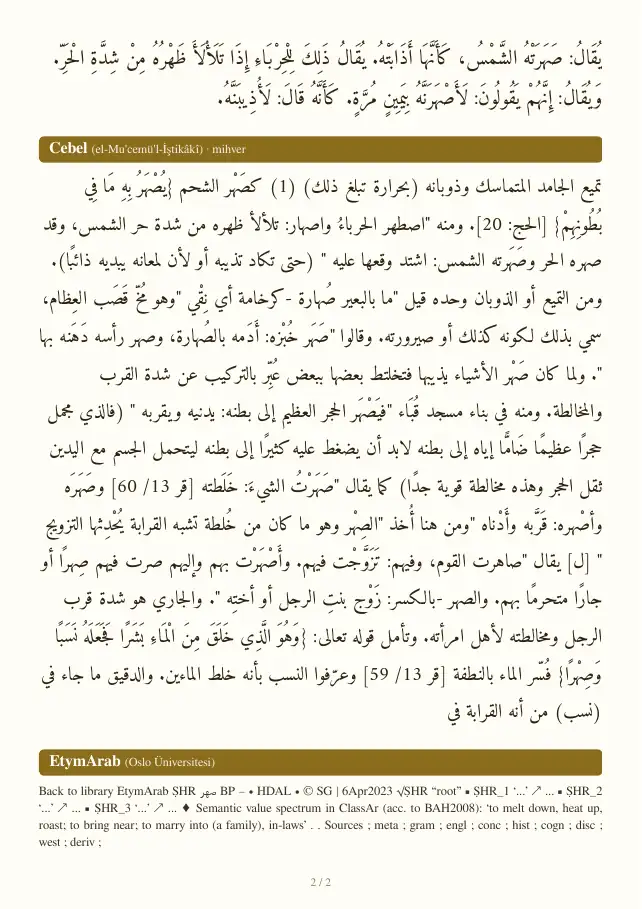 يُقَالُ: صَهَرَتْهُ الشَّمْسُ، كَأَنَّهَا أَذَابَتْهُ. يُقَالُ ذَلِكَ لِلْحِرْبَاءِ إِذَا تَلَأْلَأَ ظَهْرُهُ مِنْ شِدَّةِ الْحَرِّ.
وَيُقَالُ: إِنَّهُمْ يَقُولُونَ: لَأَصْهَرَنَّهُ بِيَمِينٍ مُرَّةٍ. كَأَنَّهُ قَالَ: لَأُذِيبَنَّهُ.
Cebel (el-Mu'cemü'l-İştikâkî) · mihver
تميع الجامد المتماسك وذوبانه (بحرارة تبلغ ذلك) (1) كصَهْر الشحم {يُصْهَرُ بِهِ مَا فِي
بُطُونِهِمْ} [الحج: 20]. ومنه "اصطهر الحرباءُ واصهار: تلألأ ظهره من شدة حر الشمس، وقد
صهره الحر وصَهَرته الشمس: اشتد وقعها عليه " (حتى تكاد تذيبه أو لأن لمعانه يبديه ذائبًا).
ومن التميع أو الذوبان وحده قيل "ما بالبعير صُهارة -كرخامة أي نِقْي "وهو مُخّ قَصَب العِظام،
سمي بذلك لكونه كذلك أو صيرورته. وقالوا "صَهَر خُبْزه: أَدَمه بالصُهارة، وصهر رأسه دَهَنه بها
". ولما كان صَهْر الأشياء يذيبها فتختلط بعضها ببعض عُبِّر بالتركيب عن شدة القرب
والمخالطة. ومنه في بناء مسجد قُبَاء "فيَصْهَر الحجر العظيم إلى بطنه: يدنيه ويقربه " (فالذي يحمل
حجرًا عظيمًا ضَامًّا إياه إلى بطنه لابد أن يضغط عليه كثيرًا إلى بطنه ليتحمل الجسم مع اليدين
ثقل الحجر وهذه مخالطة قوية جدًا) كما يقال "صَهَرْتُ الشيءَ: خَلَطته [قر 13/ 60] وصَهَرَه
وأصْهره: قَرَّبه وأَدْناه "ومن هنا أُخذ "الصِهْر وهو ما كان من خُلطة تشبه القرابة يُحْدِثها التزويج
" [ل] يقال "صاهرت القوم، وفيهم: تَزَوَّجْت فيهم. وأَصْهَرْت بهم وإليهم صرت فيهم صِهرًا أو
جارًا متحرمًا بهم. والصهر -بالكسر: زَوْج بنتِ الرجل أو أختِه ". والجاري هو شدة قرب
الرجل ومخالطته لأهل امرأته. وتأمل قوله تعالى: {وَهُوَ الَّذِي خَلَقَ مِنَ الْمَاءِ بَشَرًا فَجَعَلَهُ نَسَبًا
وَصِهْرًا} فُسّر الماء بالنطفة [قر 13/ 59] وعرّفوا النسب بأنه خلط الماءين. والدقيق ما جاء في
(نسب) من أنه القرابة في
EtymArab (Oslo Üniversitesi)
Back to library EtymArab ṢHR صهر BP – • HDAL • © SG | 6Apr2023 √ṢHR “root” ▪ ṢHR_1 ‘...’ ↗ ... ▪ ṢHR_2
‘...’ ↗ ... ▪ ṢHR_3 ‘...’ ↗ ... ♦ Semantic value spectrum in ClassAr (acc. to BAH2008): ‘to melt down, heat up,
roast; to bring near; to marry into (a family), in-laws’ . . Sources ; meta ; gram ; engl ; conc ; hist ; cogn ; disc ;
west ; deriv ;
2 / 2